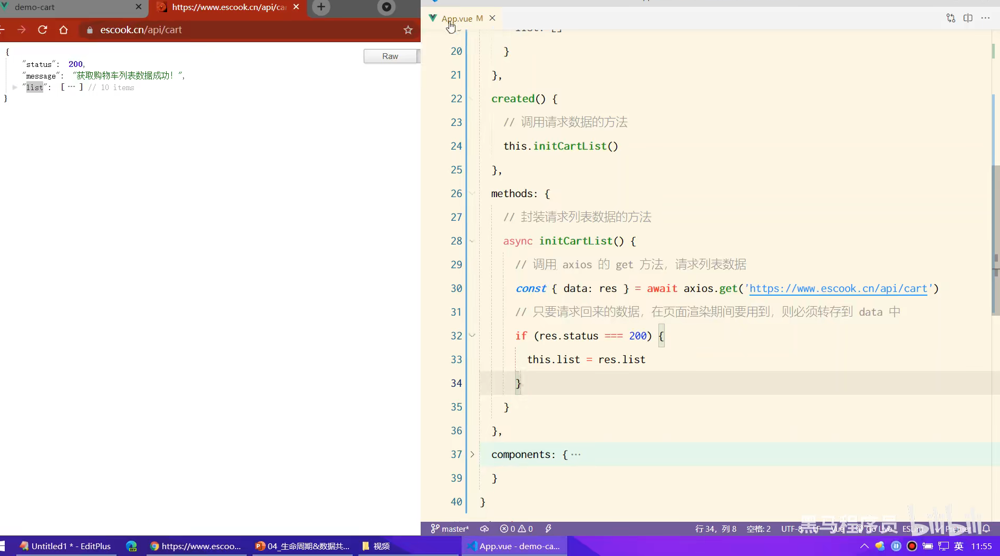 demo-cart
https://www.escook.cn/api/ca
escook.cn/api/cart
Raw
{
"status": 200,
"message": "获取购物车列表数据成功!",
"list": [ ··· ] // 10 items
}
App.vue M
20 }
21 },
22 created() {
23 // 调用请求数据的方法
24 this.initCartList()
25 },
26 methods: {
27 // 封装请求列表数据的方法
28 async initCartList() {
29 // 调用 axios 的 get 方法，请求列表数据
30 const { data: res } = await axios.get('https://www.escook.cn/api/cart')
31 // 只要请求回来的数据，在页面渲染期间要用到，则必须转存到 data 中
32 if (res.status === 200) {
33 this.list = res.list
34 }
35 }
36 },
37 components: {···
39 }
40 }
master* 0 0
行 34，列 8 空格: 2 UTF-8 LF Vue Go Live ESLint Prettier
黑马程序员 bilibili
Untitled1 * - EditPlus
https://www.escoo...
04_生命周期&数据共...
视频
App.vue - demo-ca...
英 11:55